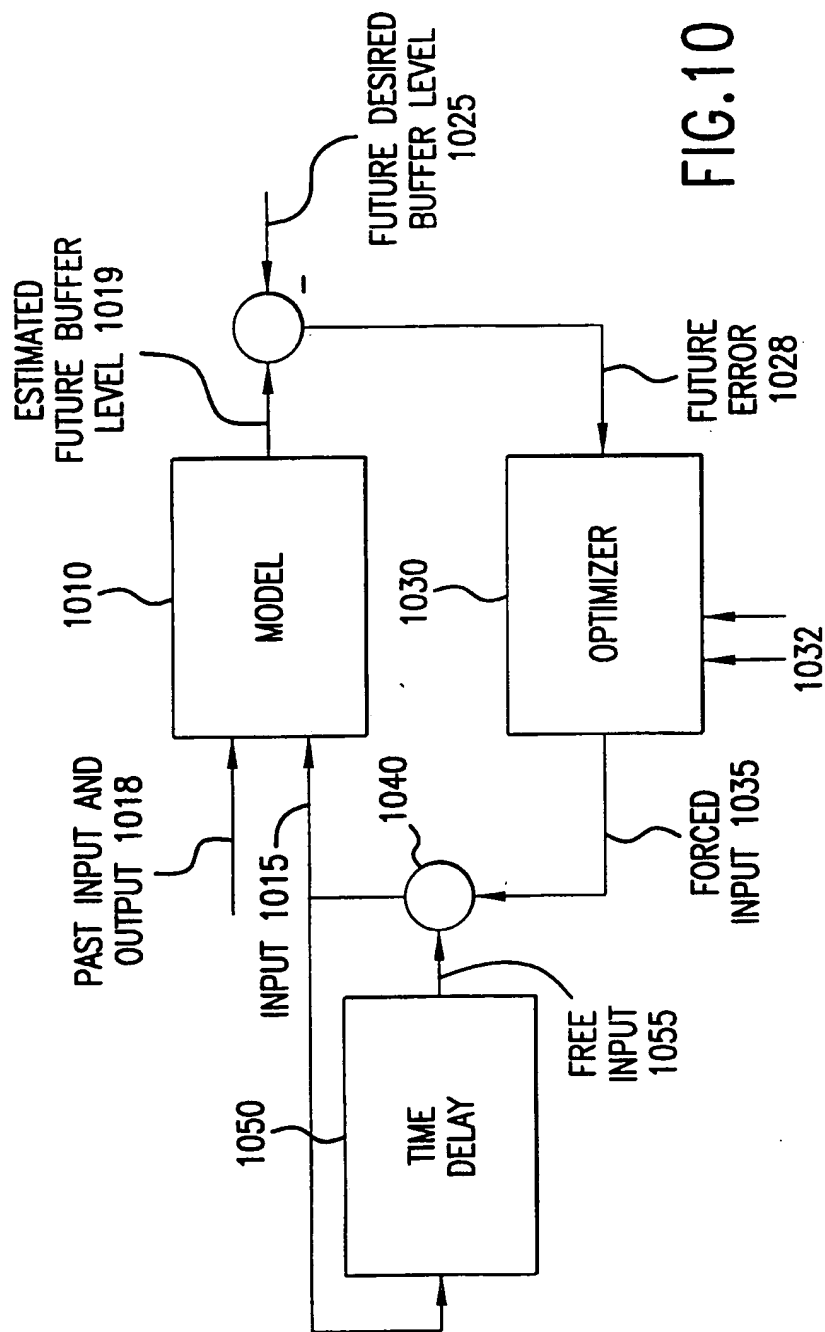 ESTIMATED
FUTURE BUFFER
LEVEL 1019
FUTURE DESIRED
BUFFER LEVEL
1025
-
1010
MODEL
PAST INPUT AND
OUTPUT 1018
INPUT 1015
1040
1050
TIME
DELAY
FREE
INPUT
1055
FORCED
INPUT 1035
1030
OPTIMIZER
1032
FUTURE
ERROR
1028
FIG.10